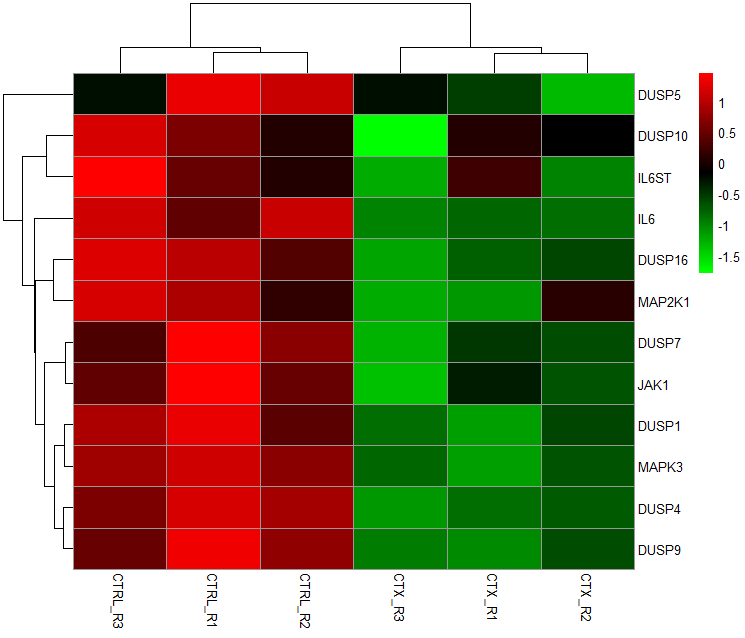 DUSP5
DUSP10
IL6ST
IL6
DUSP16
MAP2K1
DUSP7
JAK1
DUSP1
MAPK3
DUSP4
DUSP9
1
0.5
0
-0.5
-1
-1.5
CTRL_R3
CTRL_R1
CTRL_R2
CTX_R3
CTX_R1
CTX_R2